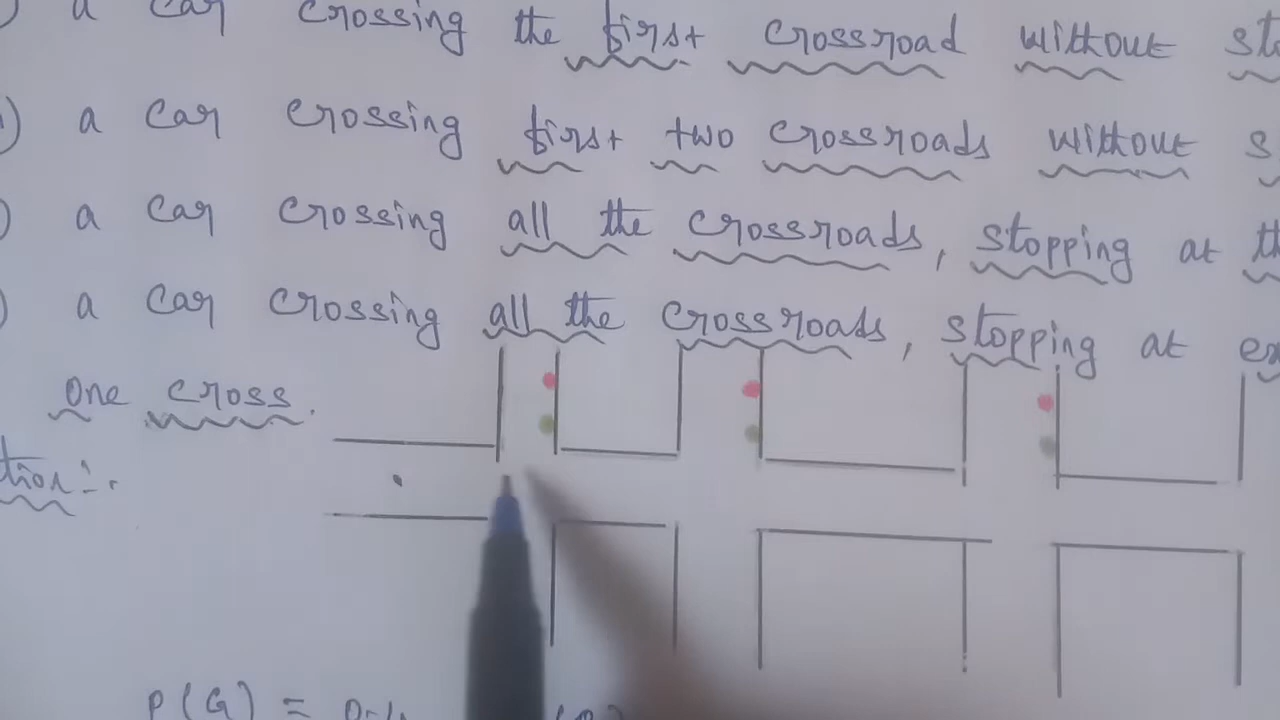 a car crossing the first crossroad without
a car crossing first two crossroads without
a car crossing all the crossroads, stopping at
a car crossing all the crossroads, stopping at
one cross.
P(G) =